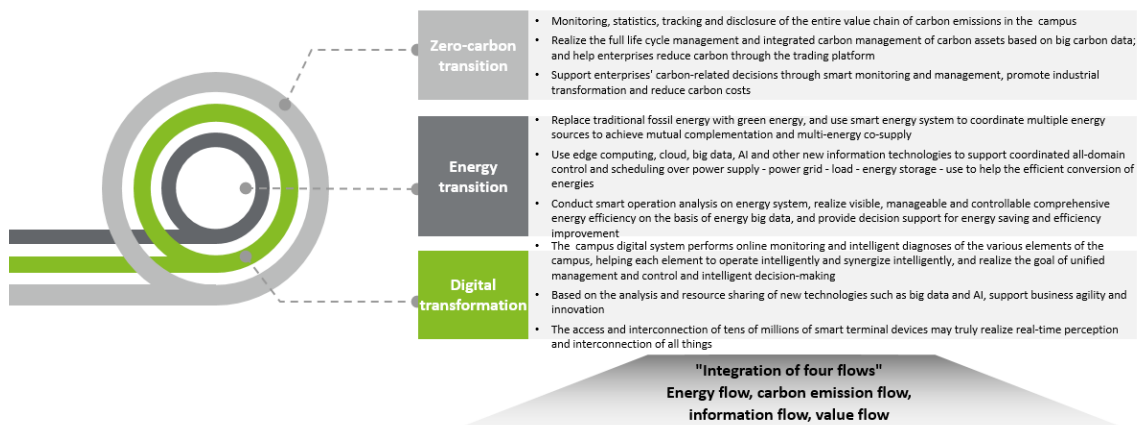 Zero-carbon
transition
• Monitoring, statistics, tracking and disclosure of the entire value chain of carbon emissions in the campus
• Realize the full life cycle management and integrated carbon management of carbon assets based on big carbon data;
and help enterprises reduce carbon through the trading platform
• Support enterprises' carbon-related decisions through smart monitoring and management, promote industrial
transformation and reduce carbon costs
Energy
transition
• Replace traditional fossil energy with green energy, and use smart energy system to coordinate multiple energy
sources to achieve mutual complementation and multi-energy co-supply
• Use edge computing, cloud, big data, AI and other new information technologies to support coordinated all-domain
control and scheduling over power supply - power grid - load - energy storage - use to help the efficient conversion of
energies
• Conduct smart operation analysis on energy system, realize visible, manageable and controllable comprehensive
energy efficiency on the basis of energy big data, and provide decision support for energy saving and efficiency
improvement
Digital
transformation
• The campus digital system performs online monitoring and intelligent diagnoses of the various elements of the
campus, helping each element to operate intelligently and synergize intelligently, and realize the goal of unified
management and control and intelligent decision-making
• Based on the analysis and resource sharing of new technologies such as big data and AI, support business agility and
innovation
• The access and interconnection of tens of millions of smart terminal devices may truly realize real-time perception
and interconnection of all things
"Integration of four flows"
Energy flow, carbon emission flow,
information flow, value flow